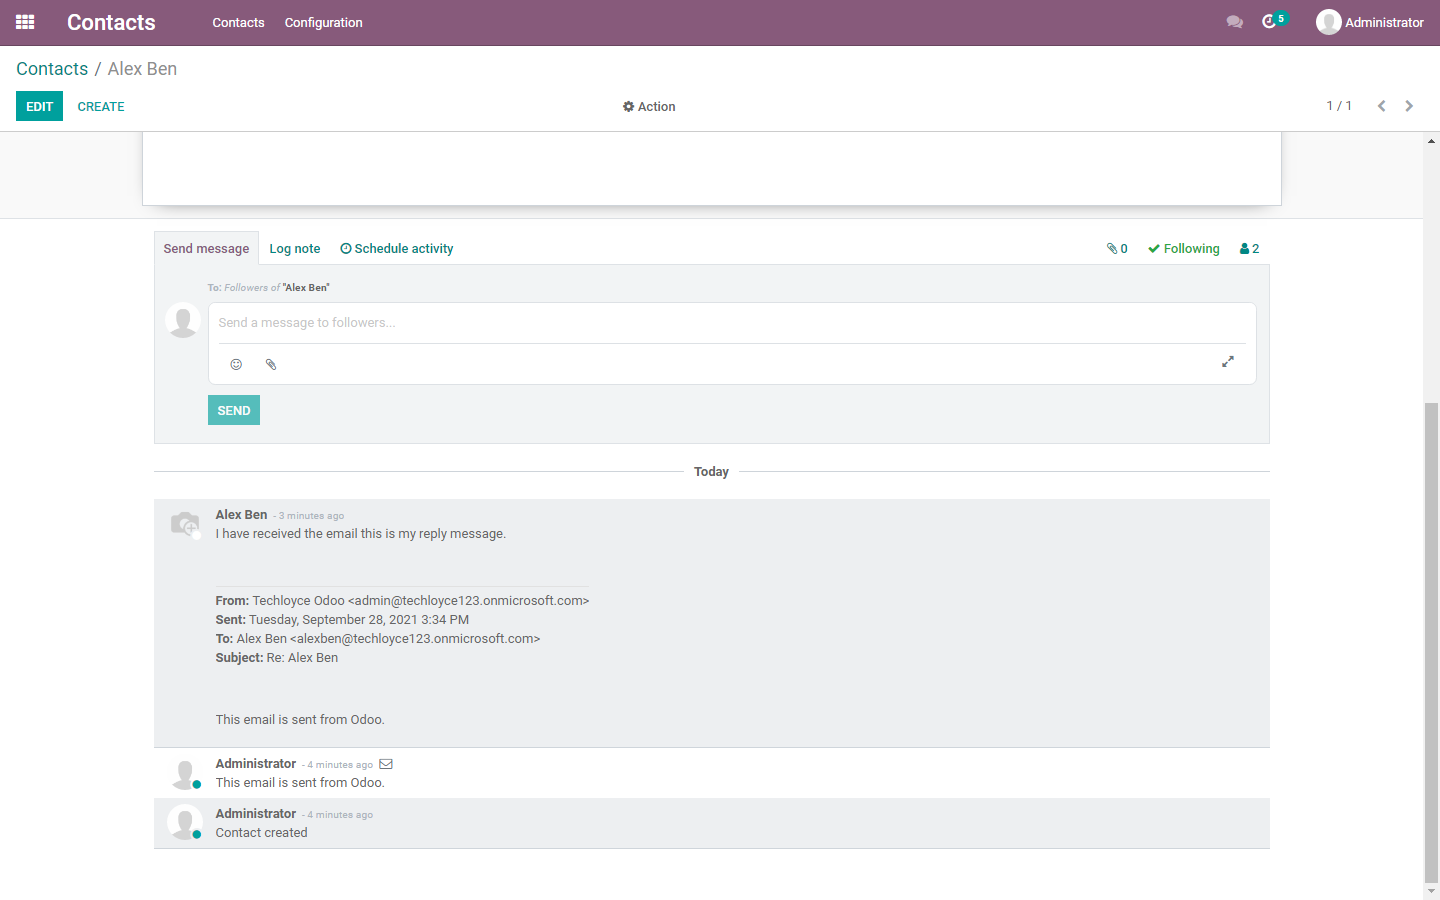 Contacts Contacts Configuration 5 Administrator
Contacts / Alex Ben
EDIT CREATE Action 1 / 1
Send message Log note Schedule activity 0 Following 2
To: Followers of "Alex Ben"
Send a message to followers...
SEND
Today
Alex Ben - 3 minutes ago
I have received the email this is my reply message.
From: Techloyce Odoo <admin@techloyce123.onmicrosoft.com>
Sent: Tuesday, September 28, 2021 3:34 PM
To: Alex Ben <alexben@techloyce123.onmicrosoft.com>
Subject: Re: Alex Ben
This email is sent from Odoo.
Administrator - 4 minutes ago
This email is sent from Odoo.
Administrator - 4 minutes ago
Contact created